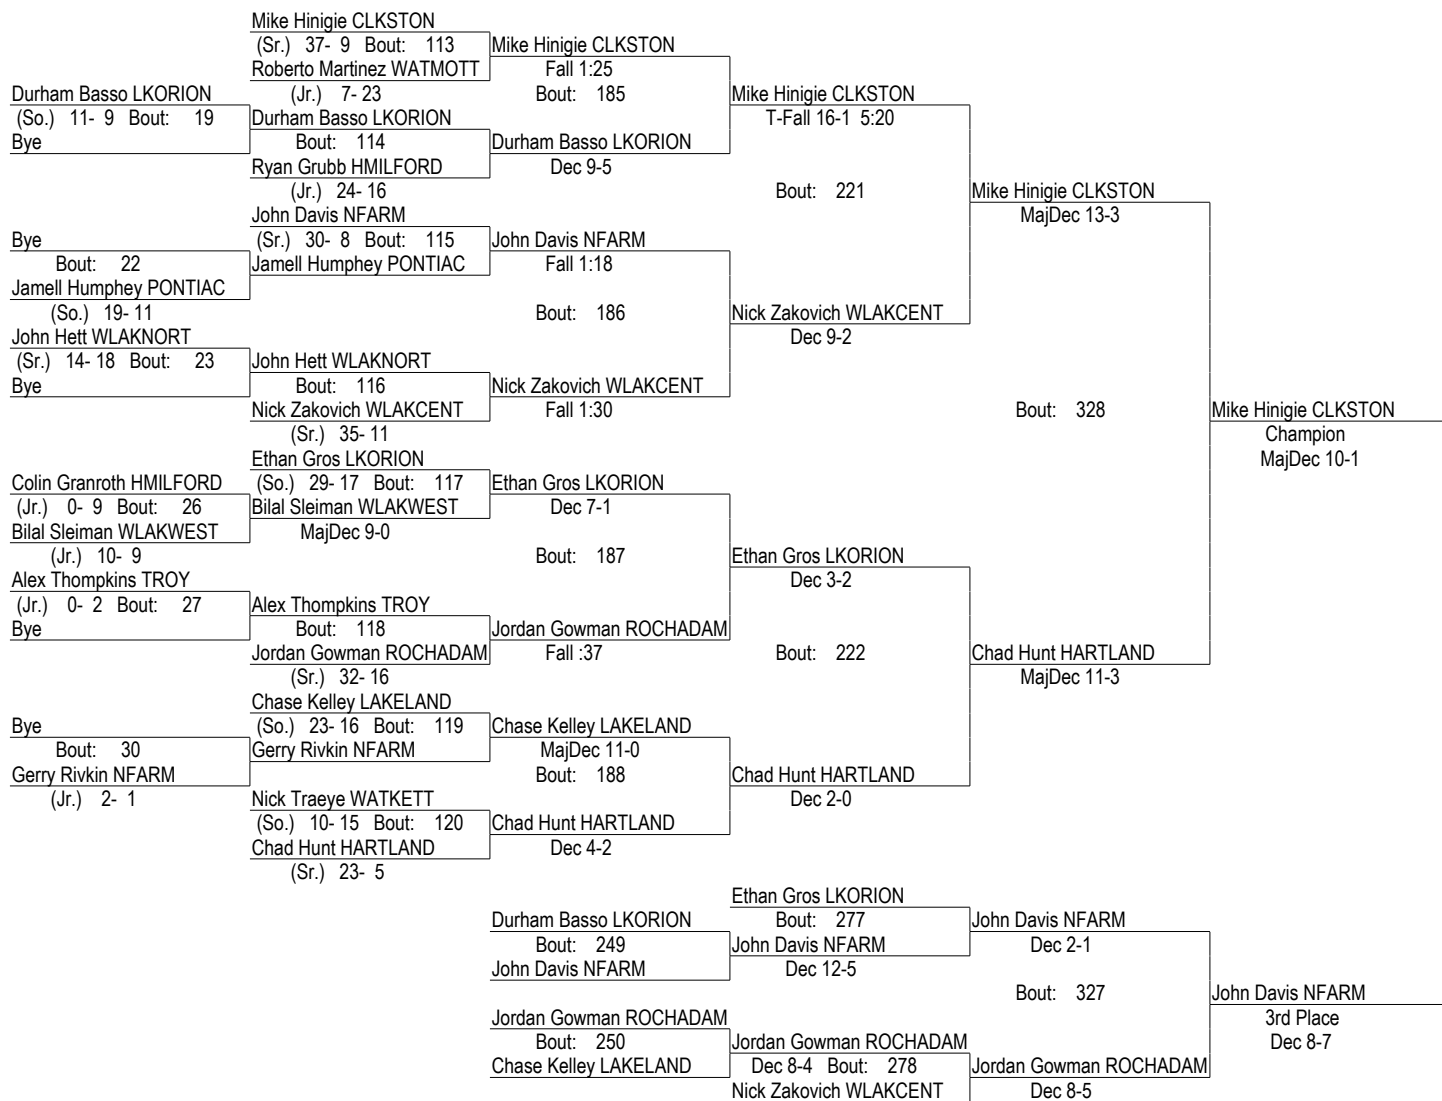 Mike Hinigie CLKSTON
(Sr.) 37- 9 Bout: 113 Mike Hinigie CLKSTON
Roberto Martinez WATMOTT Fall 1:25
Durham Basso LKORION (Jr.) 7- 23 Bout: 185 Mike Hinigie CLKSTON
(So.) 11- 9 Bout: 19 Durham Basso LKORION T-Fall 16-1 5:20
Bye Bout: 114 Durham Basso LKORION
Ryan Grubb HMILFORD Dec 9-5
(Jr.) 24- 16 Bout: 221 Mike Hinigie CLKSTON
John Davis NFARM MajDec 13-3
Bye (Sr.) 30- 8 Bout: 115 John Davis NFARM
Bout: 22 Jamell Humphey PONTIAC Fall 1:18
Jamell Humphey PONTIAC
(So.) 19- 11 Bout: 186 Nick Zakovich WLAKCENT
John Hett WLAKNORT Dec 9-2
(Sr.) 14- 18 Bout: 23 John Hett WLAKNORT
Bye Bout: 116 Nick Zakovich WLAKCENT
Nick Zakovich WLAKCENT Fall 1:30 Bout: 328 Mike Hinigie CLKSTON
(Sr.) 35- 11 Champion
Ethan Gros LKORION MajDec 10-1
Colin Granroth HMILFORD (So.) 29- 17 Bout: 117 Ethan Gros LKORION
(Jr.) 0- 9 Bout: 26 Bilal Sleiman WLAKWEST Dec 7-1
Bilal Sleiman WLAKWEST MajDec 9-0
(Jr.) 10- 9 Bout: 187 Ethan Gros LKORION
Alex Thompkins TROY Dec 3-2
(Jr.) 0- 2 Bout: 27 Alex Thompkins TROY
Bye Bout: 118 Jordan Gowman ROCHADAM
Jordan Gowman ROCHADAM Fall :37 Bout: 222 Chad Hunt HARTLAND
(Sr.) 32- 16 MajDec 11-3
Chase Kelley LAKELAND
Bye (So.) 23- 16 Bout: 119 Chase Kelley LAKELAND
Bout: 30 Gerry Rivkin NFARM MajDec 11-0
Gerry Rivkin NFARM Bout: 188 Chad Hunt HARTLAND
(Jr.) 2- 1 Nick Traeye WATKETT Dec 2-0
(So.) 10- 15 Bout: 120 Chad Hunt HARTLAND
Chad Hunt HARTLAND Dec 4-2
(Sr.) 23- 5
Ethan Gros LKORION
Durham Basso LKORION Bout: 277 John Davis NFARM
Bout: 249 John Davis NFARM Dec 2-1
John Davis NFARM Dec 12-5
Bout: 327 John Davis NFARM
Jordan Gowman ROCHADAM 3rd Place
Bout: 250 Jordan Gowman ROCHADAM Dec 8-7
Chase Kelley LAKELAND Dec 8-4 Bout: 278 Jordan Gowman ROCHADAM
Nick Zakovich WLAKCENT Dec 8-5